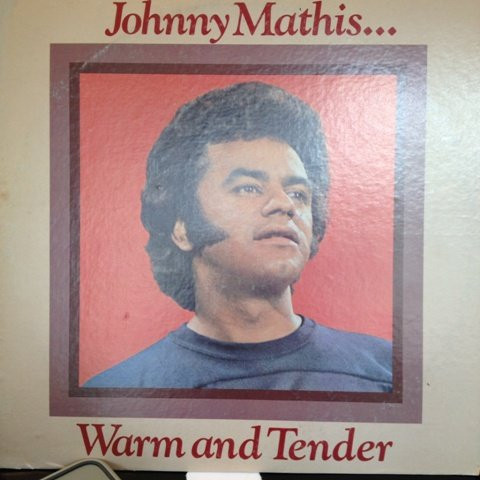 Johnny Mathis...
Warm and Tender